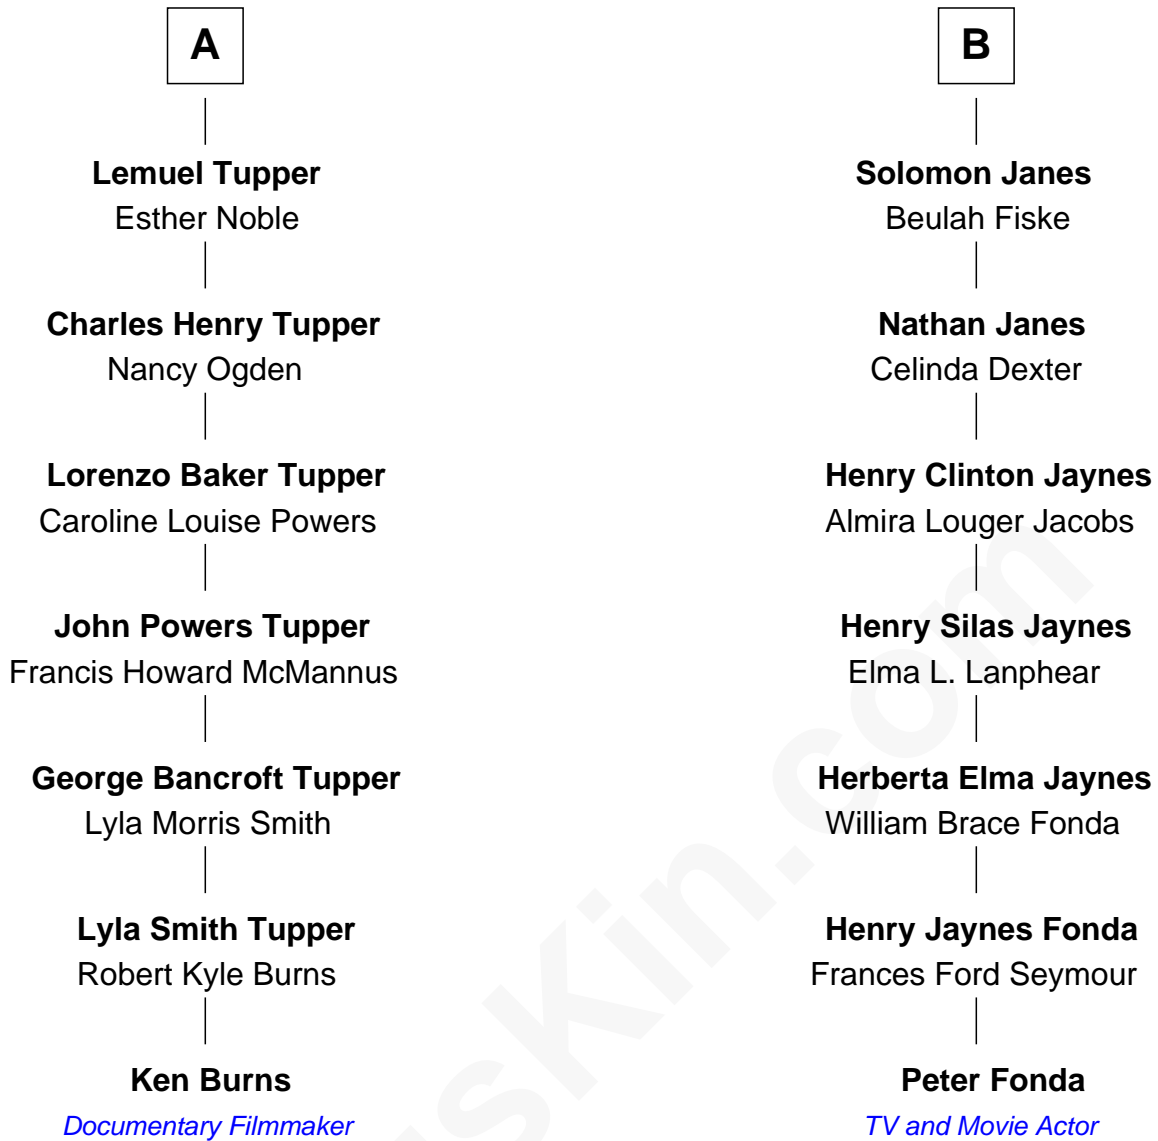 A
Lemuel Tupper
Esther Noble
Charles Henry Tupper
Nancy Ogden
Lorenzo Baker Tupper
Caroline Louise Powers
John Powers Tupper
Francis Howard McMannus
George Bancroft Tupper
Lyla Morris Smith
Lyla Smith Tupper
Robert Kyle Burns
Ken Burns
Documentary Filmmaker
B
Solomon Janes
Beulah Fiske
Nathan Janes
Celinda Dexter
Henry Clinton Jaynes
Almira Louger Jacobs
Henry Silas Jaynes
Elma L. Lanphear
Herberta Elma Jaynes
William Brace Fonda
Henry Jaynes Fonda
Frances Ford Seymour
Peter Fonda
TV and Movie Actor